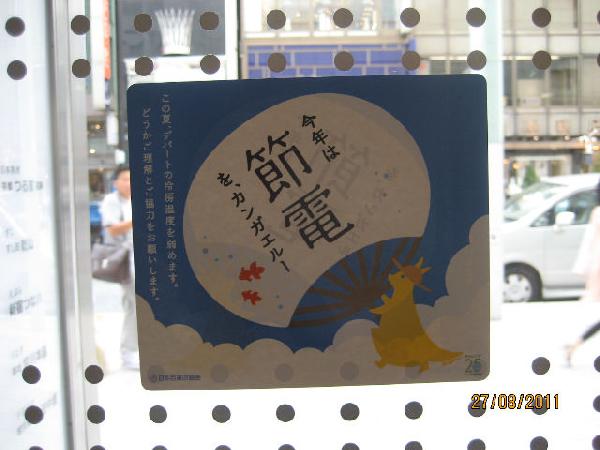 この夏、デパートの冷房温度を弱めます。
どうかご理解とご協力をお願いします。
今年は
節電
を、カンガエルー
日本百貨店協会
27/08/2011